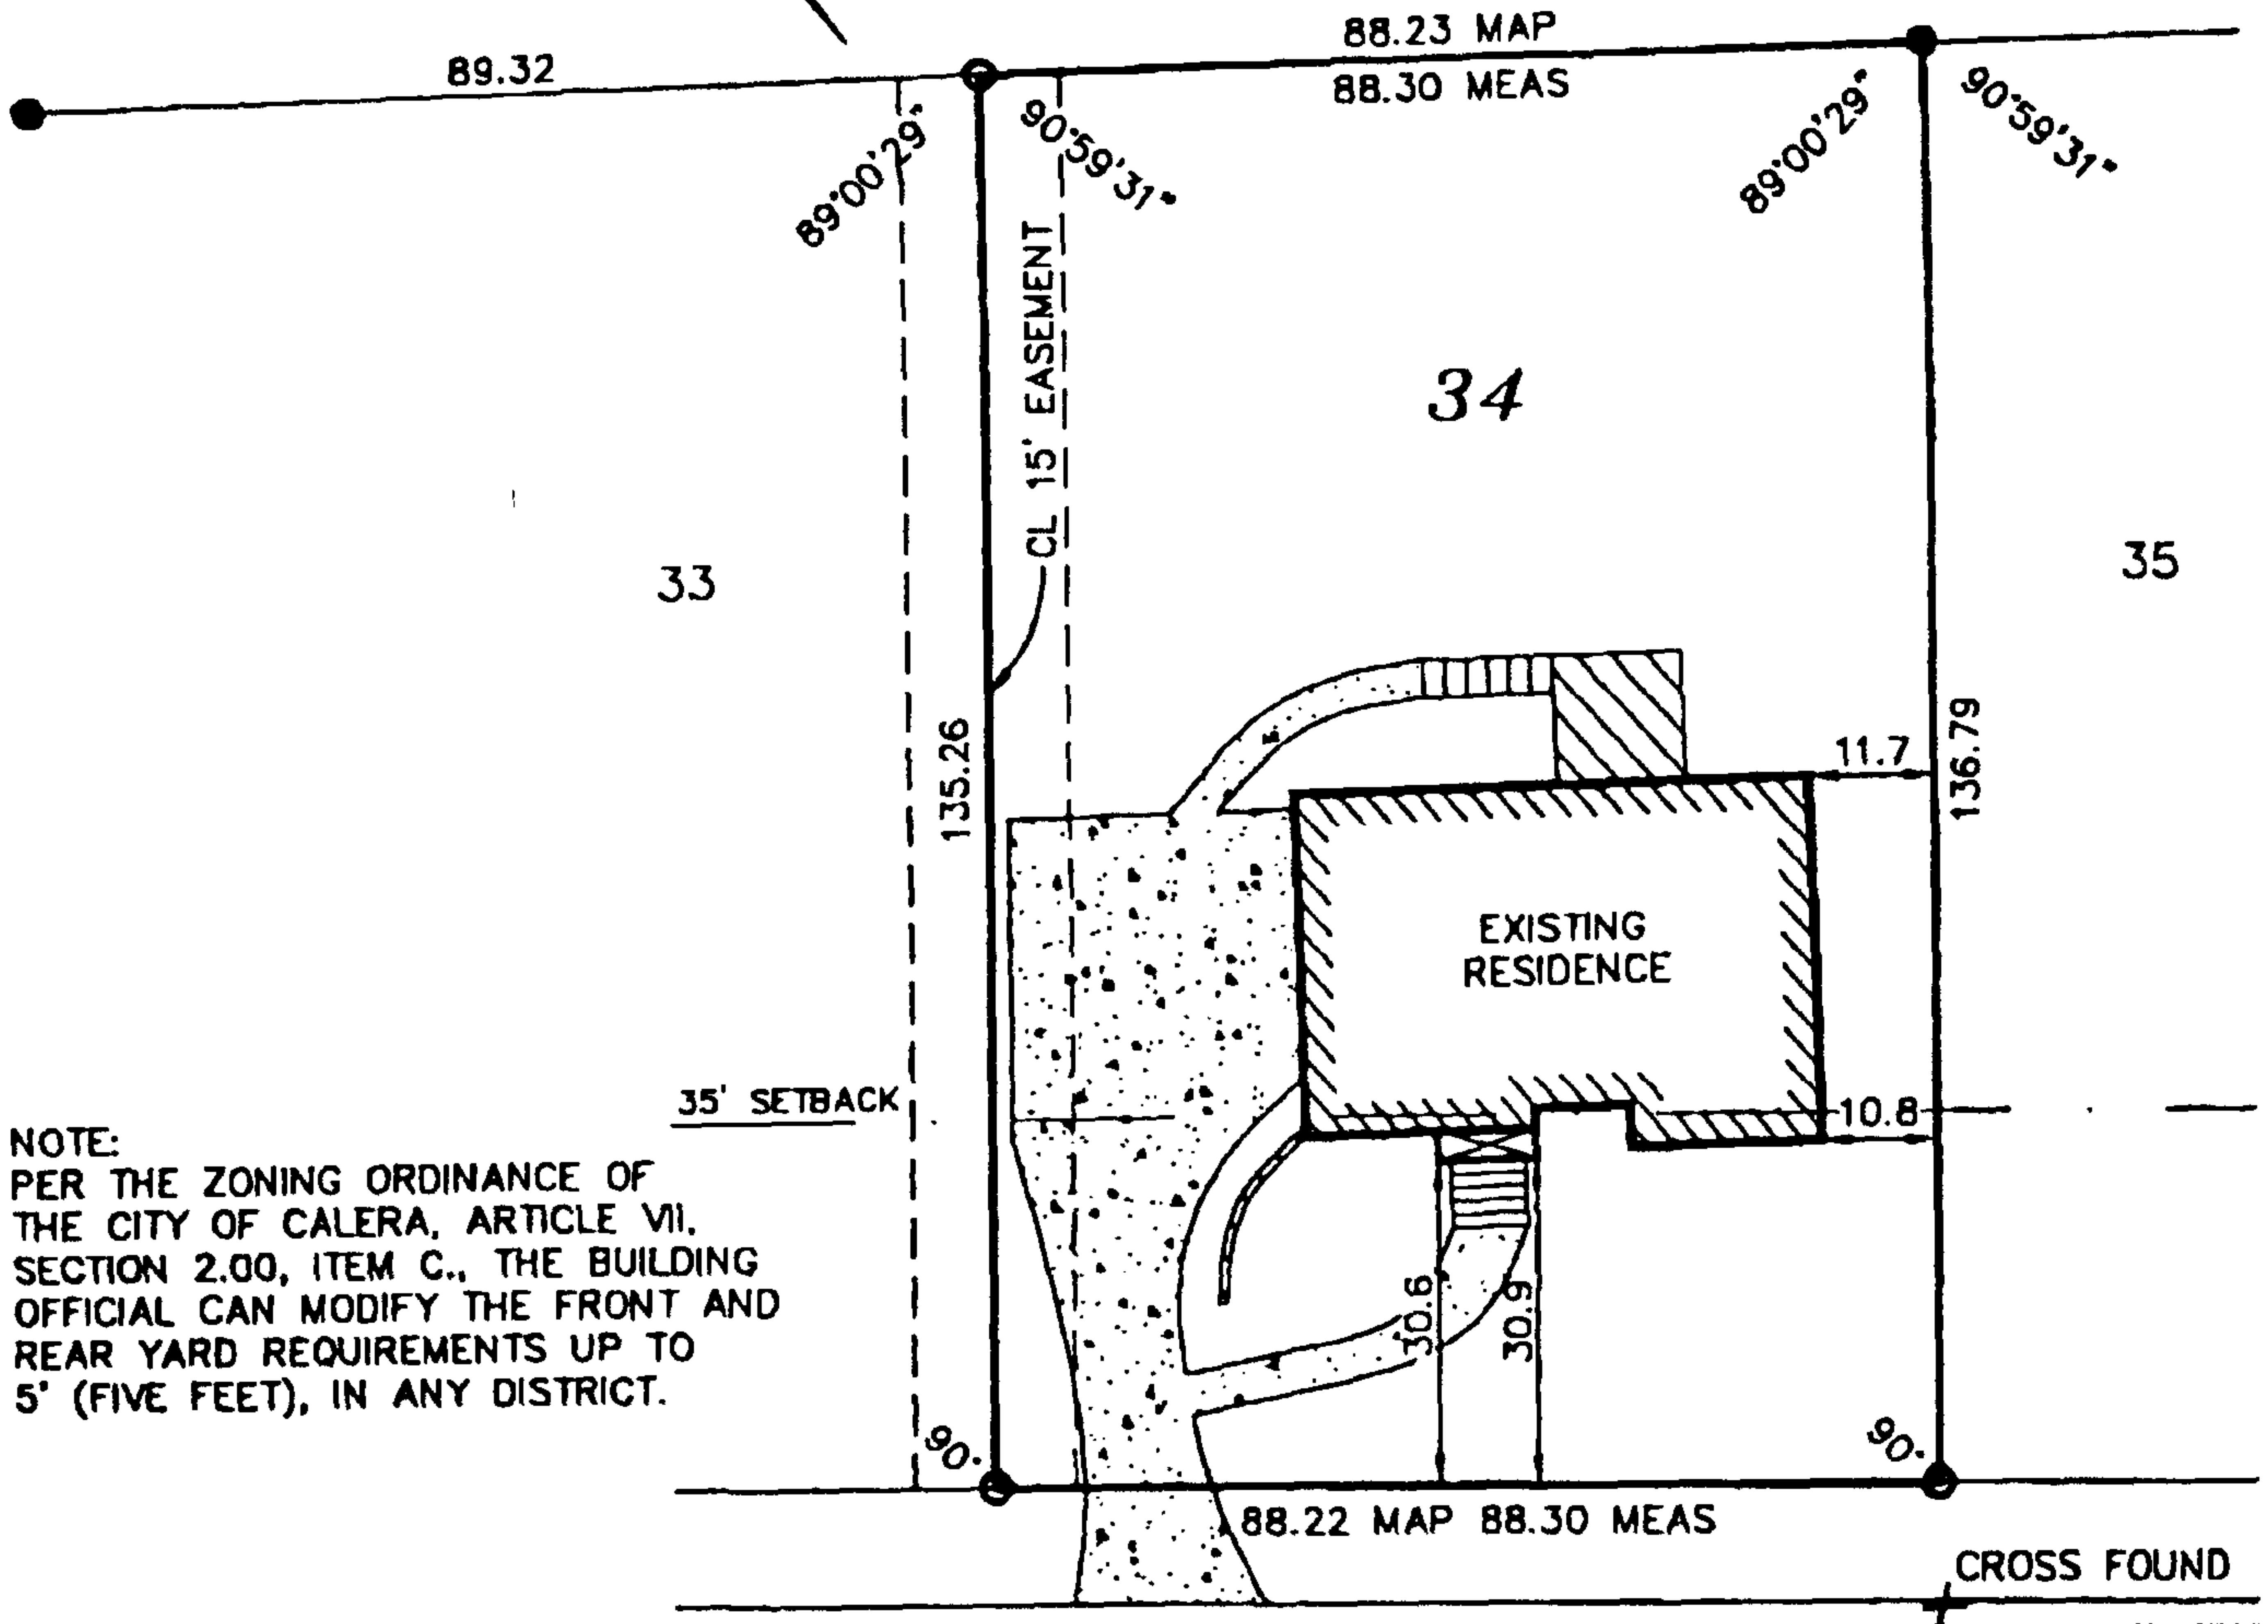 88.23 MAP
89.32
88.30 MEAS
89°00'29"
90°59'31"
89°00'29"
90°59'31"
CL 15' EASEMENT
34
33
35
135.26
136.79
11.7
EXISTING
RESIDENCE
35' SETBACK
10.8
NOTE:
PER THE ZONING ORDINANCE OF
THE CITY OF CALERA, ARTICLE VII,
SECTION 2.00, ITEM C., THE BUILDING
OFFICIAL CAN MODIFY THE FRONT AND
REAR YARD REQUIREMENTS UP TO
5' (FIVE FEET), IN ANY DISTRICT.
30.6
30.9
90°
90°
88.22 MAP 88.30 MEAS
CROSS FOUND